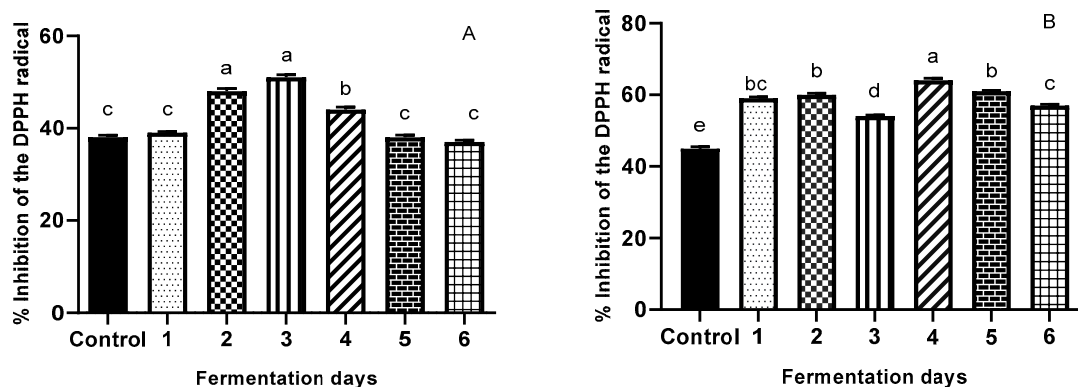 A
% Inhibition of the DPPH radical
60
40
20
0
c c a a b c c
Control 1 2 3 4 5 6
Fermentation days
B
% Inhibition of the DPPH radical
80
60
40
20
0
e bc b d a b c
Control 1 2 3 4 5 6
Fermentation days